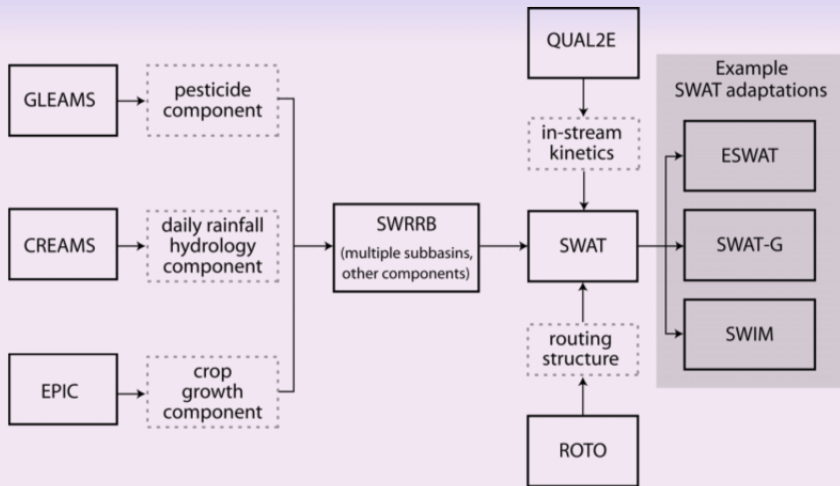 QUAL2E
Example
SWAT adaptations
GLEAMS
pesticide
component
in-stream
kinetics
ESWAT
CREAMS
daily rainfall
hydrology
component
SWRRB
(multiple subbasins,
other components)
SWAT
SWAT-G
EPIC
crop
growth
component
routing
structure
SWIM
ROTO